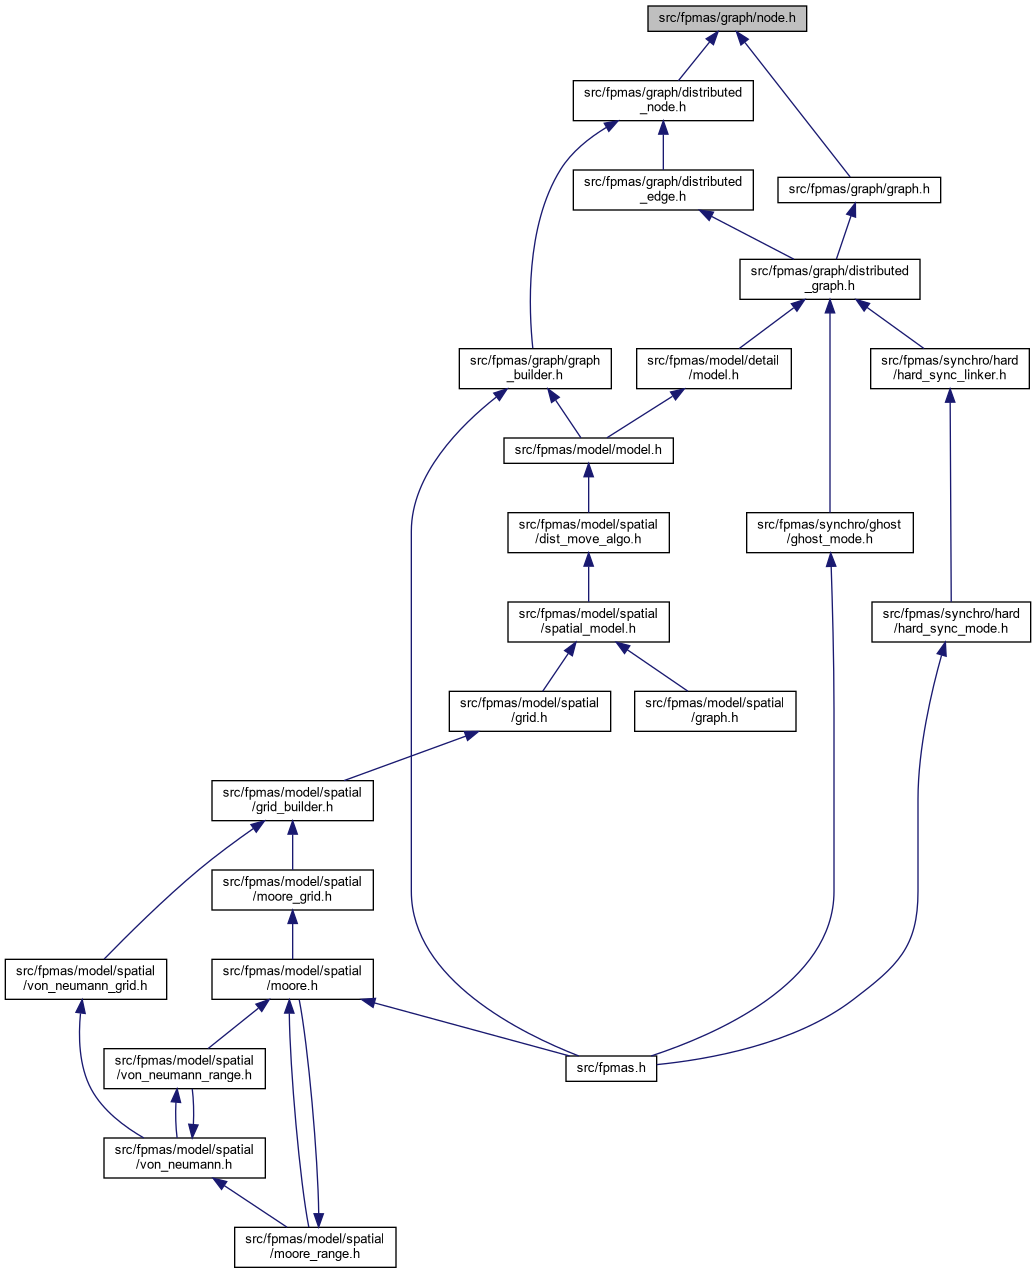 src/fpmas/graph/node.h
src/fpmas/graph/distributed
_node.h
src/fpmas/graph/distributed
_edge.h
src/fpmas/graph/graph.h
src/fpmas/graph/distributed
_graph.h
src/fpmas/graph/graph
_builder.h
src/fpmas/model/detail
/model.h
src/fpmas/synchro/hard
/hard_sync_linker.h
src/fpmas/model/model.h
src/fpmas/model/spatial
/dist_move_algo.h
src/fpmas/synchro/ghost
/ghost_mode.h
src/fpmas/model/spatial
/spatial_model.h
src/fpmas/synchro/hard
/hard_sync_mode.h
src/fpmas/model/spatial
/grid.h
src/fpmas/model/spatial
/graph.h
src/fpmas/model/spatial
/grid_builder.h
src/fpmas/model/spatial
/moore_grid.h
src/fpmas/model/spatial
/von_neumann_grid.h
src/fpmas/model/spatial
/moore.h
src/fpmas/model/spatial
/von_neumann_range.h
src/fpmas.h
src/fpmas/model/spatial
/von_neumann.h
src/fpmas/model/spatial
/moore_range.h